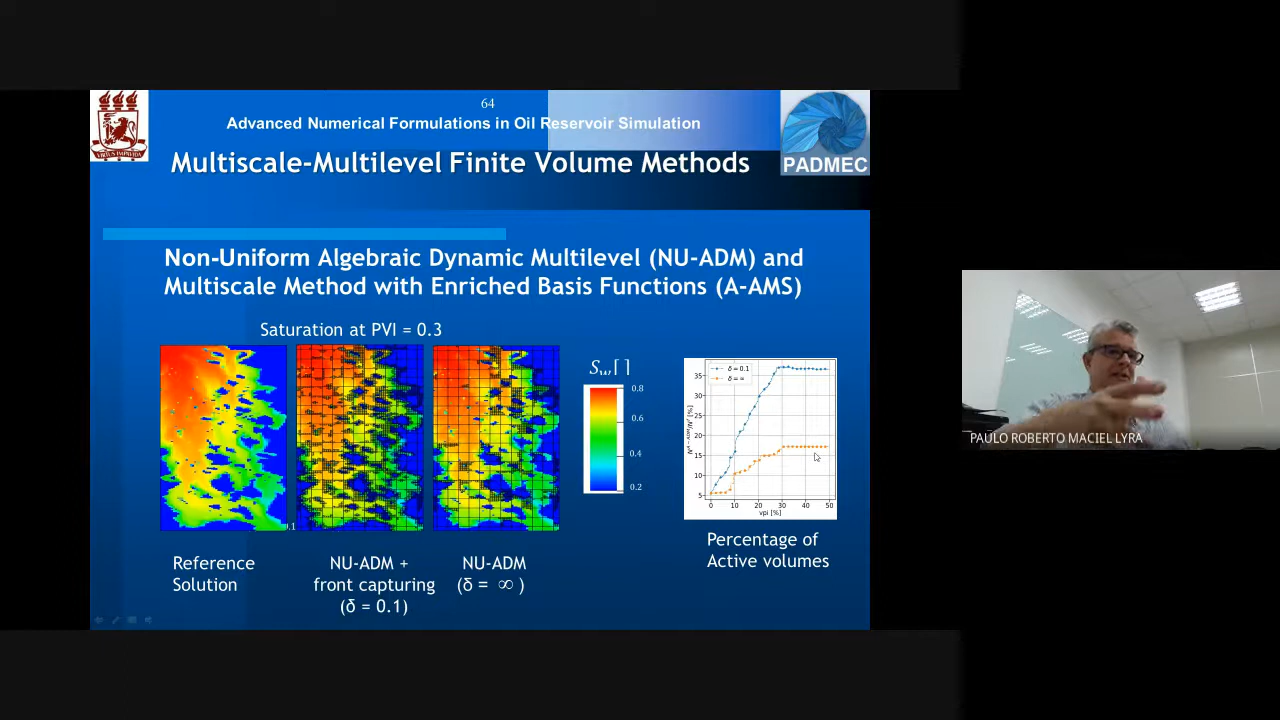 64
Advanced Numerical Formulations in Oil Reservoir Simulation
Multiscale-Multilevel Finite Volume Methods
PADMEC
Non-Uniform Algebraic Dynamic Multilevel (NU-ADM) and
Multiscale Method with Enriched Basis Functions (A-AMS)
Saturation at PVI = 0.3
0.8
0.6
0.4
0.2
0.1
δ = 0.1
δ = ∞
35
30
25
20
15
10
5
0 10 20 30 40 50
vpi [%]
Reference
Solution
NU-ADM +
front capturing
(δ = 0.1)
NU-ADM
(δ = ∞ )
Percentage of
Active volumes
PAULO ROBERTO MACIEL LYRA